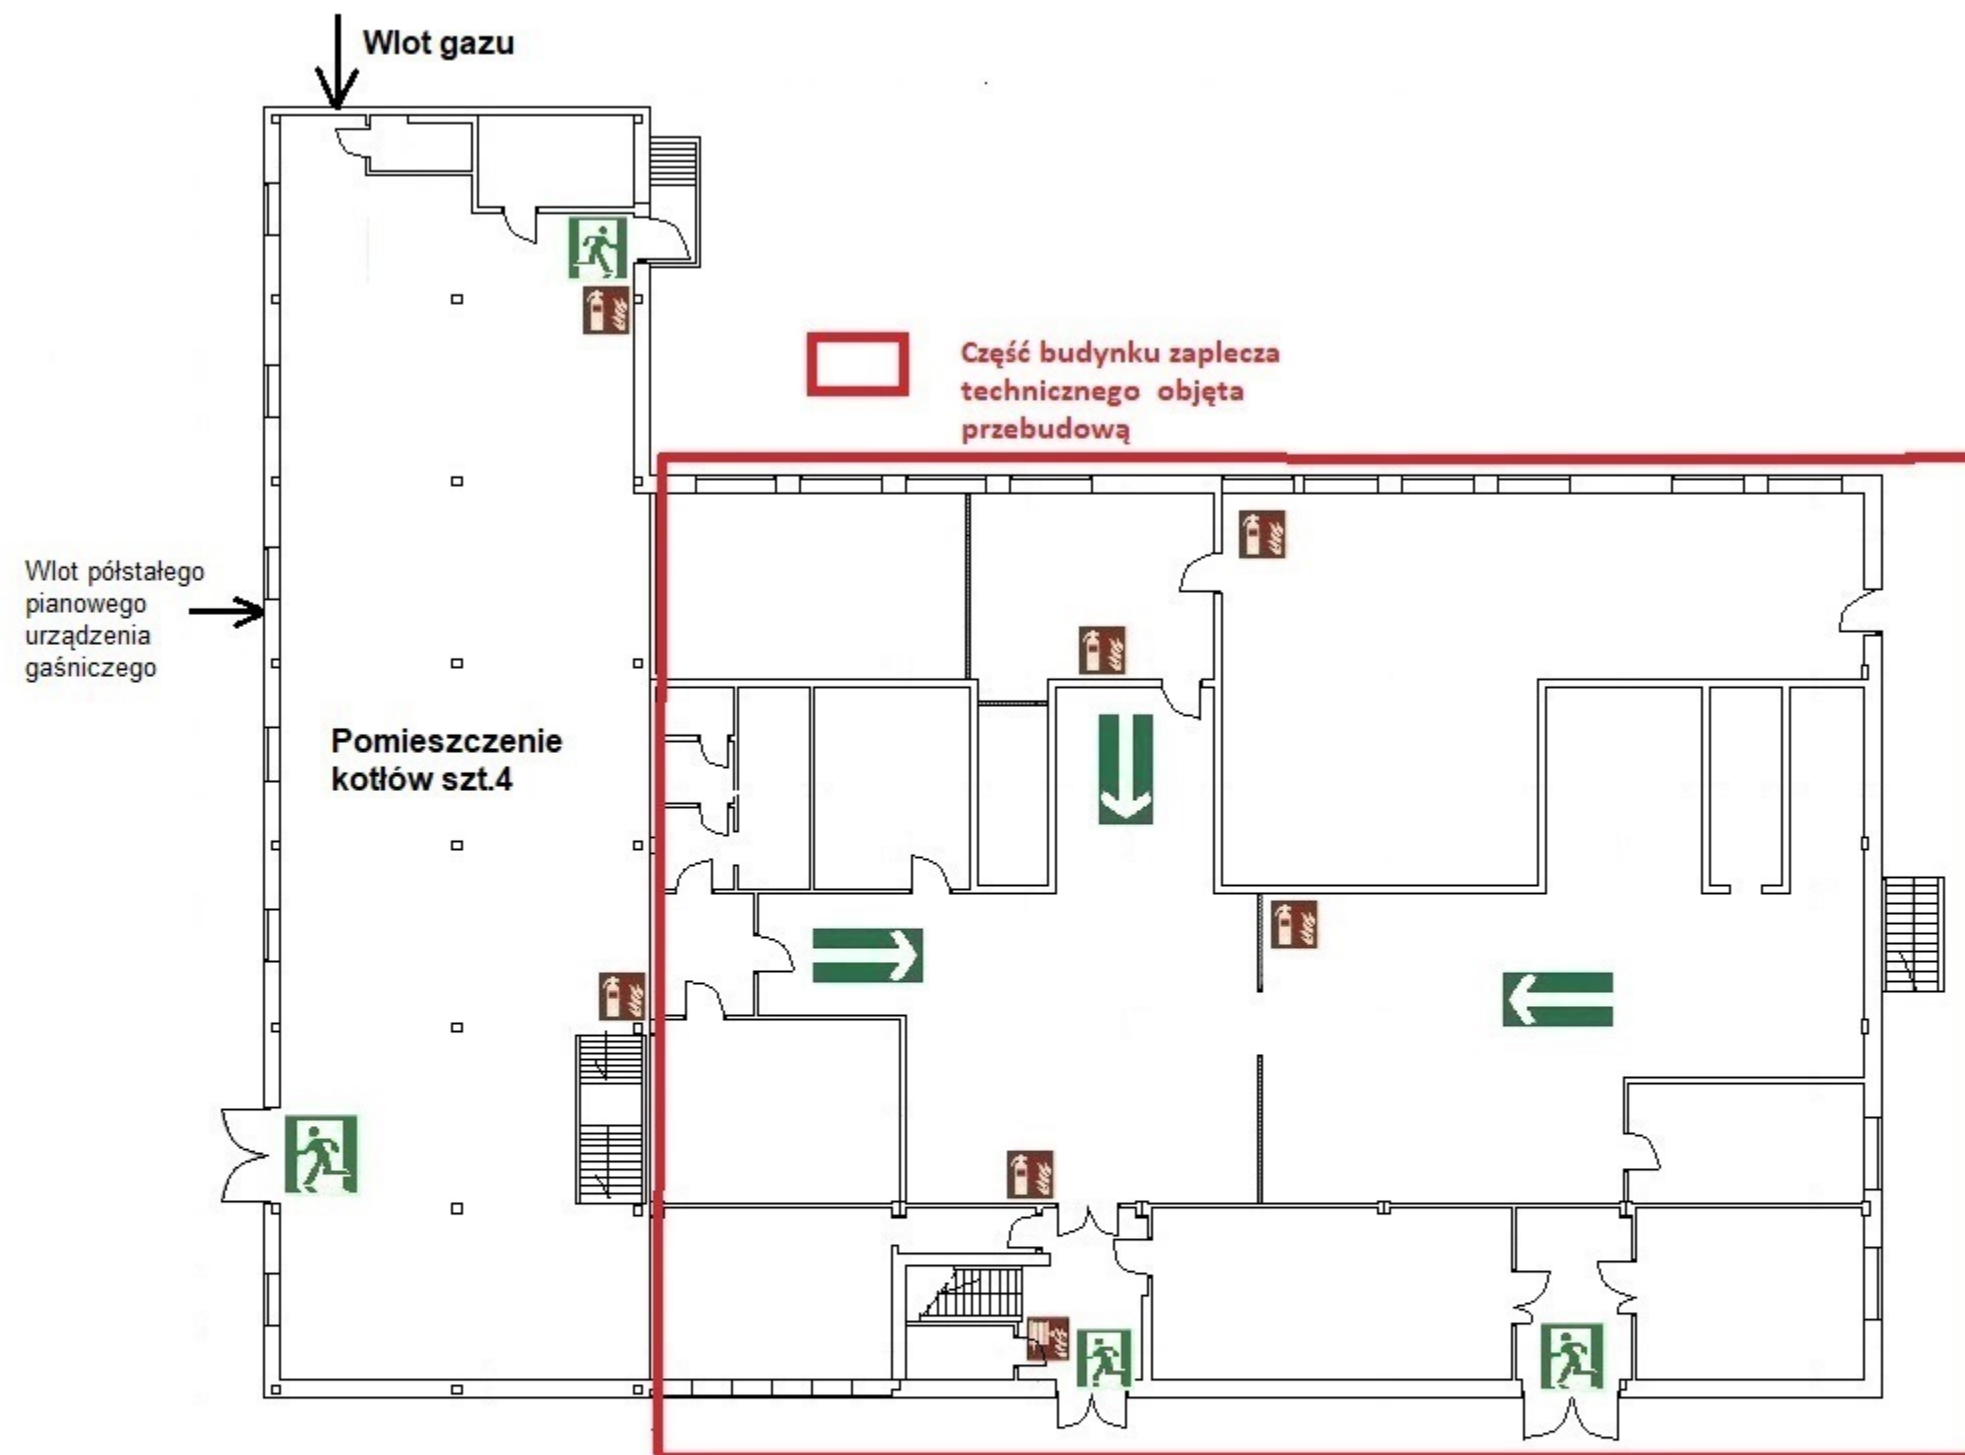 Wlot gazu
Część budynku zaplecza
technicznego objęta
przebudową
Wlot półstałego
pianowego
urządzenia
gaśniczego
Pomieszczenie
kotłów szt.4